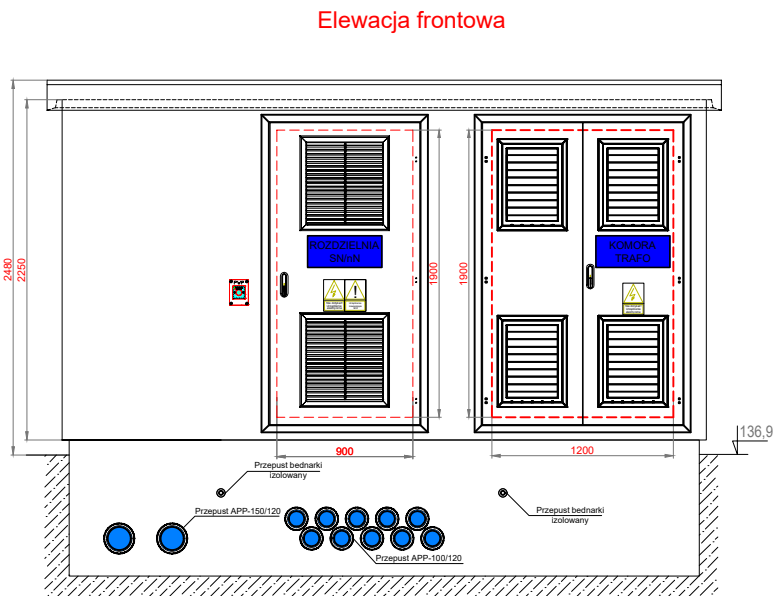 Elewacja frontowa
2480
2250
ROZDZIELNIA
SN/nN
1900
1900
KOMORA
TRAFO
900
1200
136,9
Przepust bednarki
izolowany
Przepust APP-150/120
Przepust bednarki
izolowany
Przepust APP-100/120